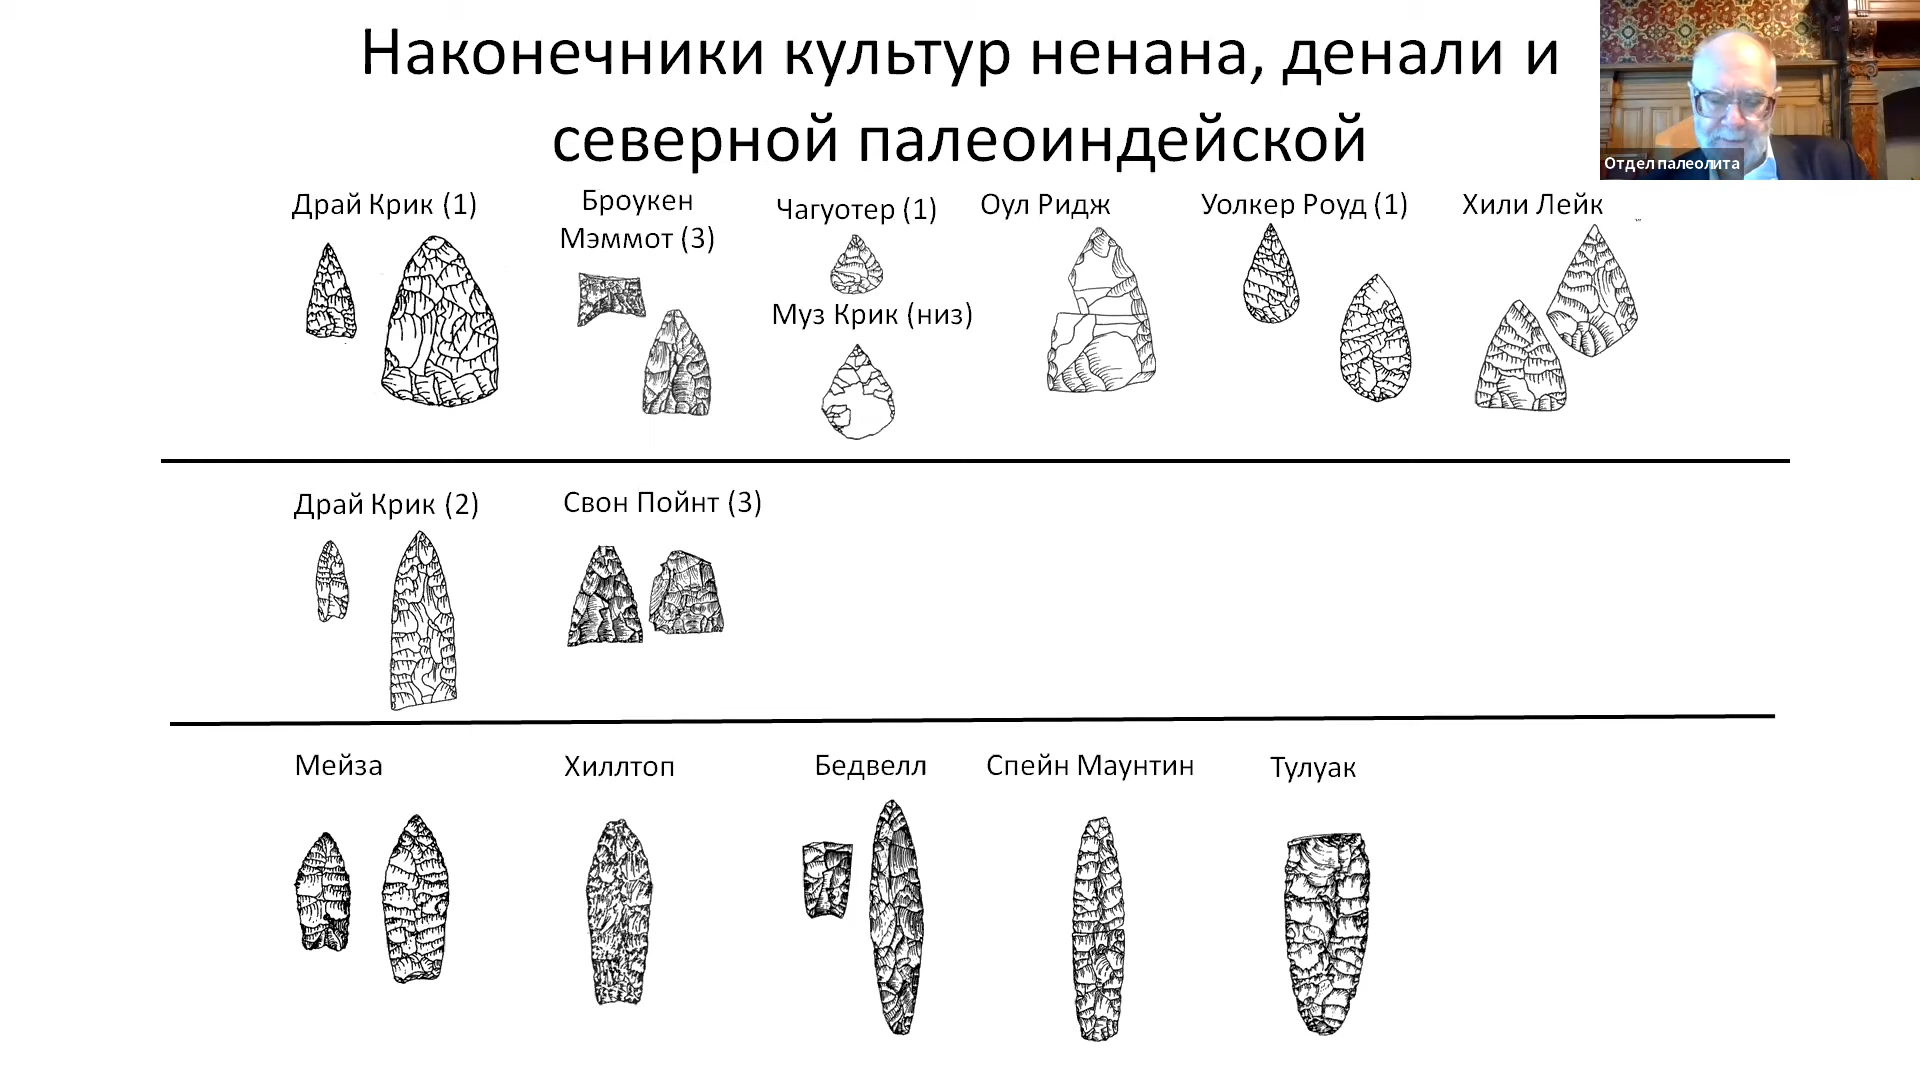 Наконечники культур ненана, денали и
северной палеоиндейской
Отдел палеолита
Драй Крик (1)
Броукен
Мэммот (3)
Чагуотер (1)
Муз Крик (низ)
Оул Ридж
Уолкер Роуд (1)
Хили Лейк
Драй Крик (2)
Свон Пойнт (3)
Мейза
Хиллтоп
Бедвелл
Спейн Маунтин
Тулуак